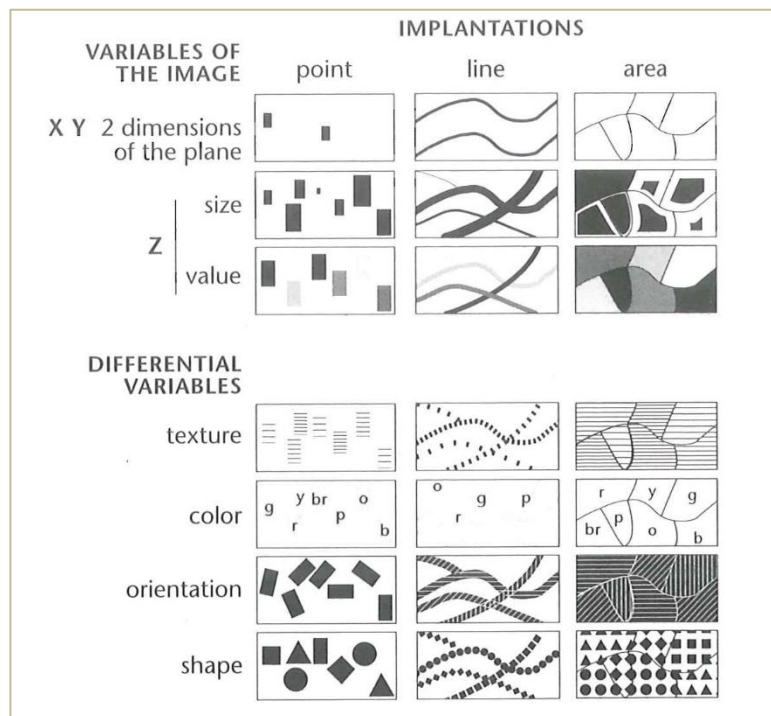 IMPLANTATIONS
VARIABLES OF
THE IMAGE
point line area
X Y 2 dimensions
of the plane
size
Z
value
DIFFERENTIAL
VARIABLES
texture
color
g y br o
r p b
o g p
r
r y g
br p o b
orientation
shape